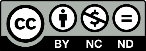 cc $ =
BY NC ND